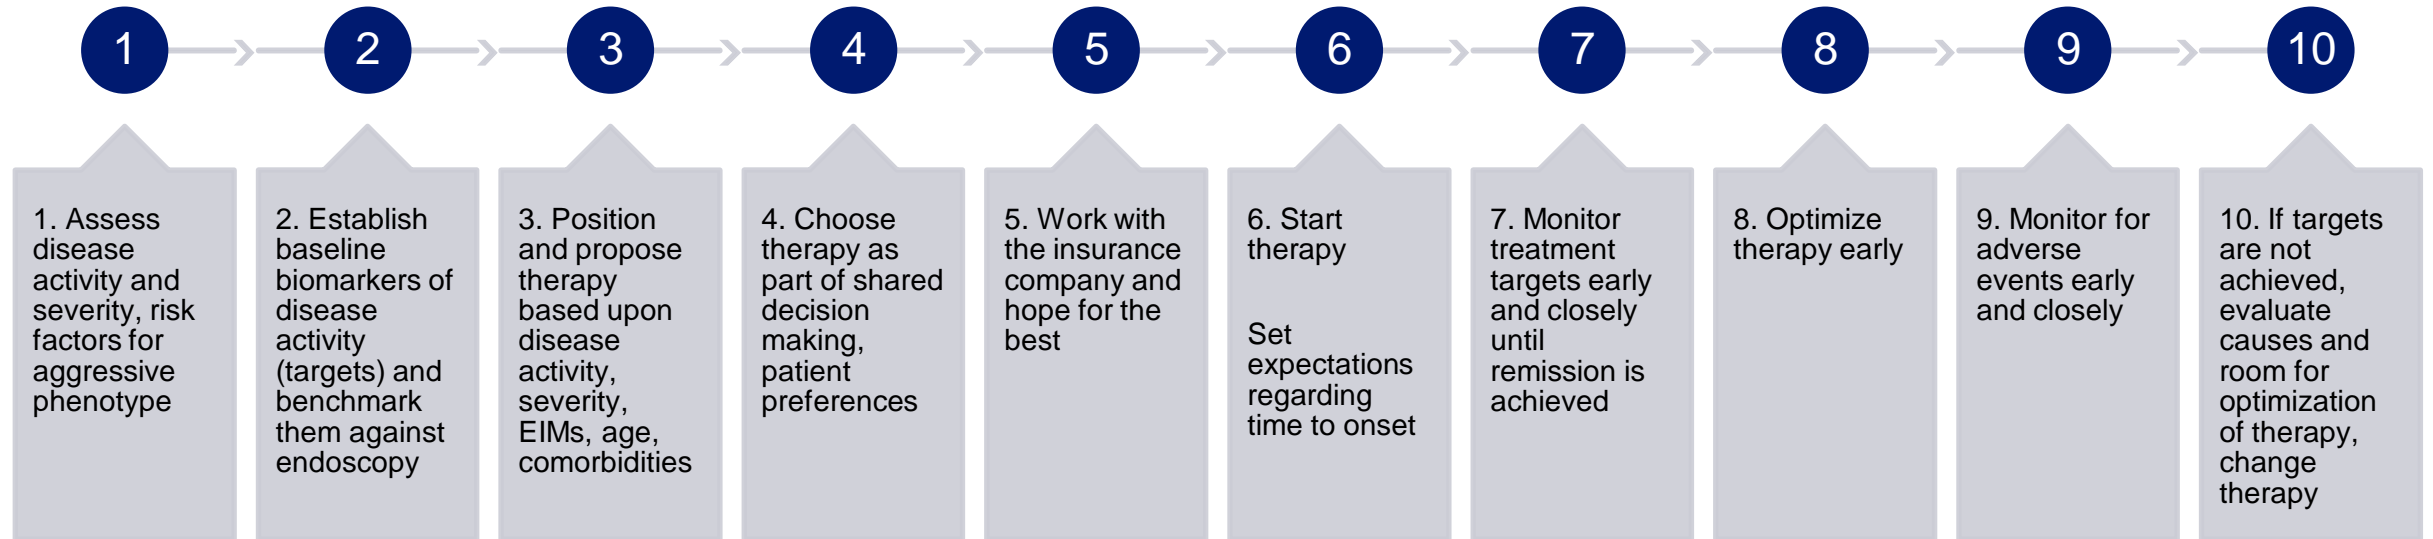 1
2
3
4
5
6
7
8
9
10
1. Assess
disease
activity and
severity, risk
factors for
aggressive
phenotype
2. Establish
baseline
biomarkers of
disease
activity
(targets) and
benchmark
them against
endoscopy
3. Position
and propose
therapy
based upon
disease
activity,
severity,
EIMs, age,
comorbidities
4. Choose
therapy as
part of shared
decision
making,
patient
preferences
5. Work with
the insurance
company and
hope for the
best
6. Start
therapy
Set
expectations
regarding
time to onset
7. Monitor
treatment
targets early
and closely
until
remission is
achieved
8. Optimize
therapy early
9. Monitor for
adverse
events early
and closely
10. If targets
are not
achieved,
evaluate
causes and
room for
optimization
of therapy,
change
therapy